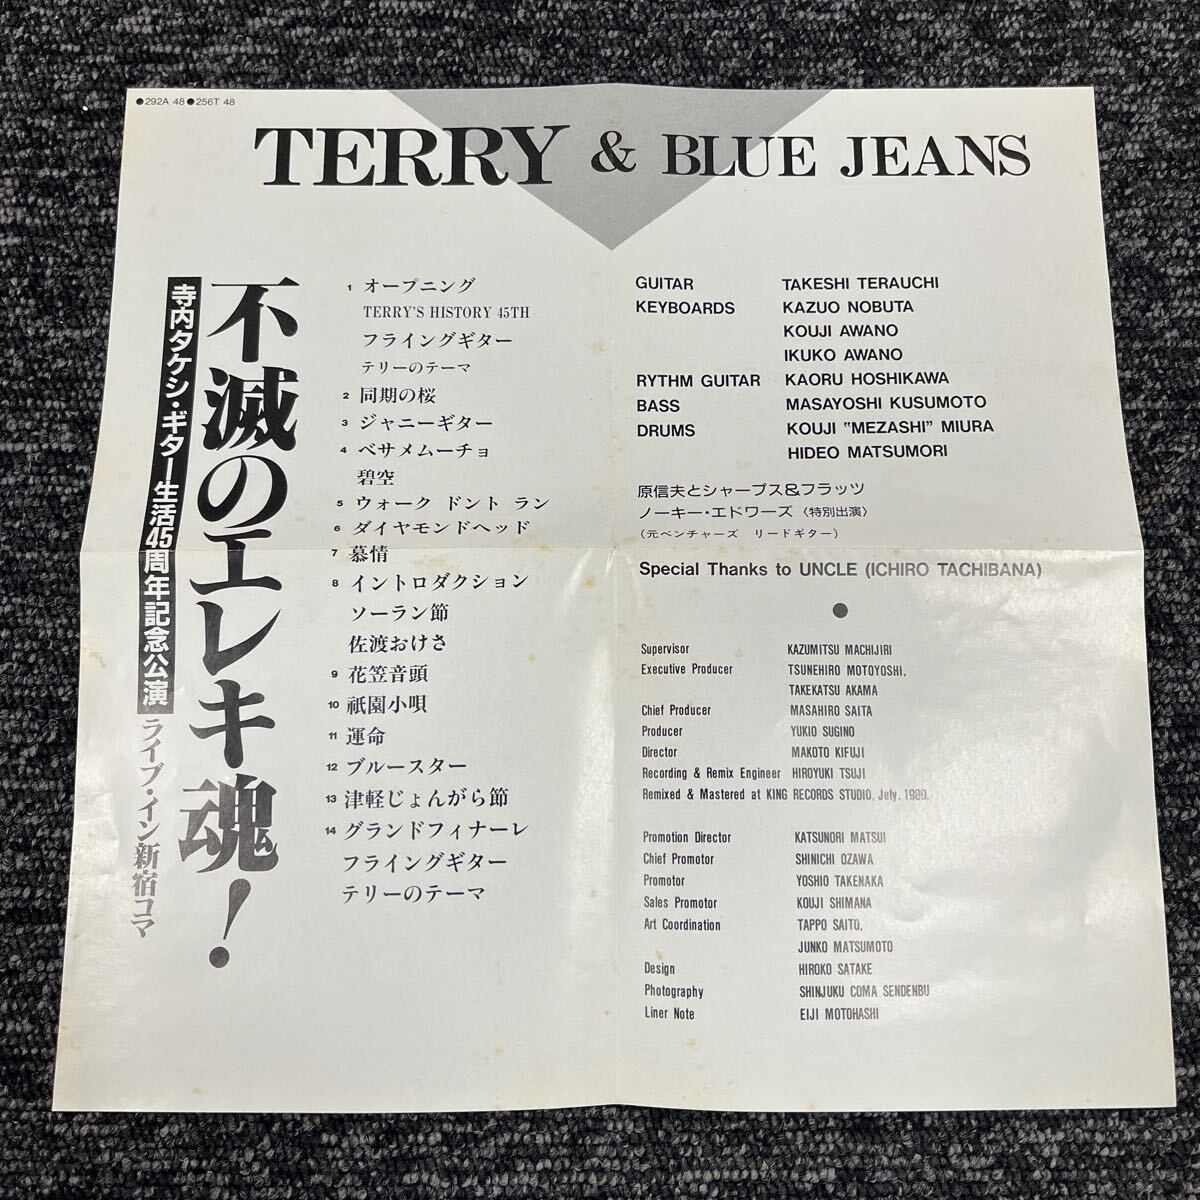 ●292A 48●256T 48
TERRY & BLUE JEANS
不滅のエレキ魂!
寺内タケシ・ギター生活45周年記念公演
ライブ・イン新宿コマ
1 オープニング
TERRY'S HISTORY 45TH
フライングギター
テリーのテーマ
2 同期の桜
3 ジャニーギター
4 ベサメムーチョ
碧空
5 ウォーク ドント ラン
6 ダイヤモンドヘッド
7 慕情
8 イントロダクション
ソーラン節
佐渡おけさ
9 花笠音頭
10 祇園小唄
11 運命
12 ブルースター
13 津軽じょんがら節
14 グランドフィナーレ
フライングギター
テリーのテーマ
GUITAR TAKESHI TERAUCHI
KEYBOARDS KAZUO NOBUTA
KOUJI AWANO
IKUKO AWANO
RYTHM GUITAR KAORU HOSHIKAWA
BASS MASAYOSHI KUSUMOTO
DRUMS KOUJI "MEZASHI" MIURA
HIDEO MATSUMORI
原信夫とシャープス&フラッツ
ノーキー・エドワーズ〈特別出演〉
(元ベンチャーズ リードギター)
Special Thanks to UNCLE (ICHIRO TACHIBANA)
●
Supervisor KAZUMITSU MACHIJIRI
Executive Producer TSUNEHIRO MOTOYOSHI,
TAKEKATSU AKAMA
Chief Producer MASAHIRO SAITA
Producer YUKIO SUGINO
Director MAKOTO KIFUJI
Recording & Remix Engineer HIROYUKI TSUJI
Remixed & Mastered at KING RECORDS STUDIO, July, 1989.
Promotion Director KATSUNORI MATSUI
Chief Promotor SHINICHI OZAWA
Promotor YOSHIO TAKENAKA
Sales Promotor KOUJI SHIMANA
Art Coordination TAPPO SAITO,
JUNKO MATSUMOTO
Design HIROKO SATAKE
Photography SHINJUKU COMA SENDENBU
Liner Note EIJI MOTOHASHI